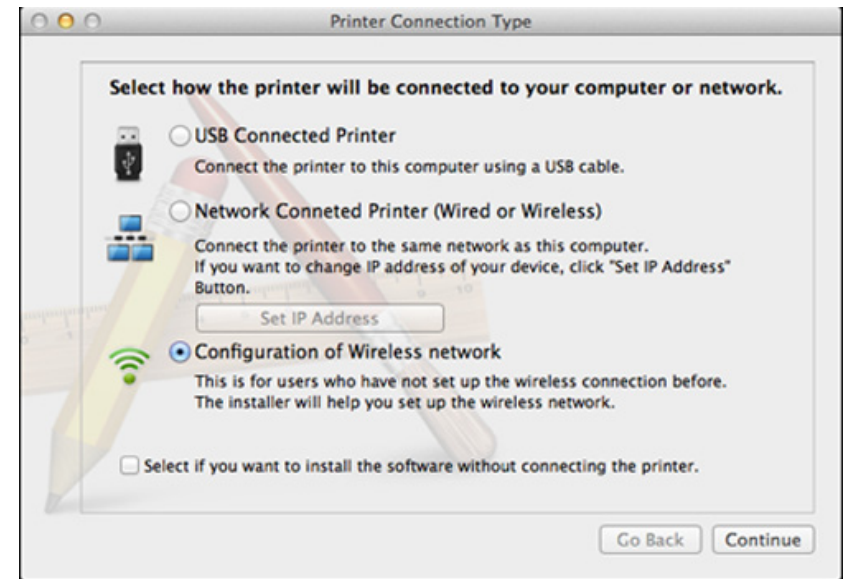 Printer Connection Type
Select how the printer will be connected to your computer or network.
USB Connected Printer
Connect the printer to this computer using a USB cable.
Network Conneted Printer (Wired or Wireless)
Connect the printer to the same network as this computer.
If you want to change IP address of your device, click "Set IP Address"
Button.
Set IP Address
Configuration of Wireless network
This is for users who have not set up the wireless connection before.
The installer will help you set up the wireless network.
Select if you want to install the software without connecting the printer.
Go Back Continue